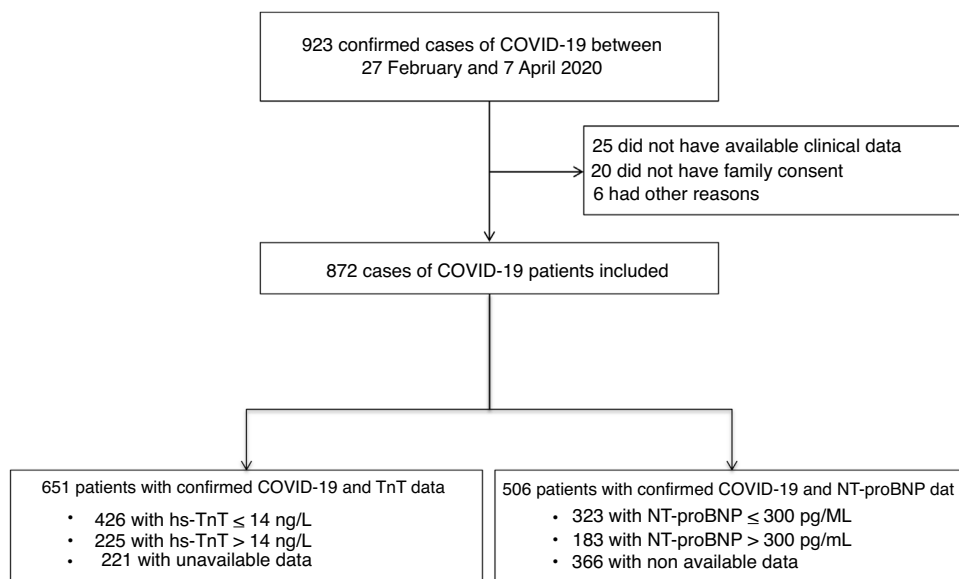 923 confirmed cases of COVID-19 between
27 February and 7 April 2020
25 did not have available clinical data
20 did not have family consent
6 had other reasons
872 cases of COVID-19 patients included
651 patients with confirmed COVID-19 and TnT data
• 426 with hs-TnT ≤ 14 ng/L
• 225 with hs-TnT > 14 ng/L
• 221 with unavailable data
506 patients with confirmed COVID-19 and NT-proBNP dat
• 323 with NT-proBNP ≤ 300 pg/ML
• 183 with NT-proBNP > 300 pg/mL
• 366 with non available data